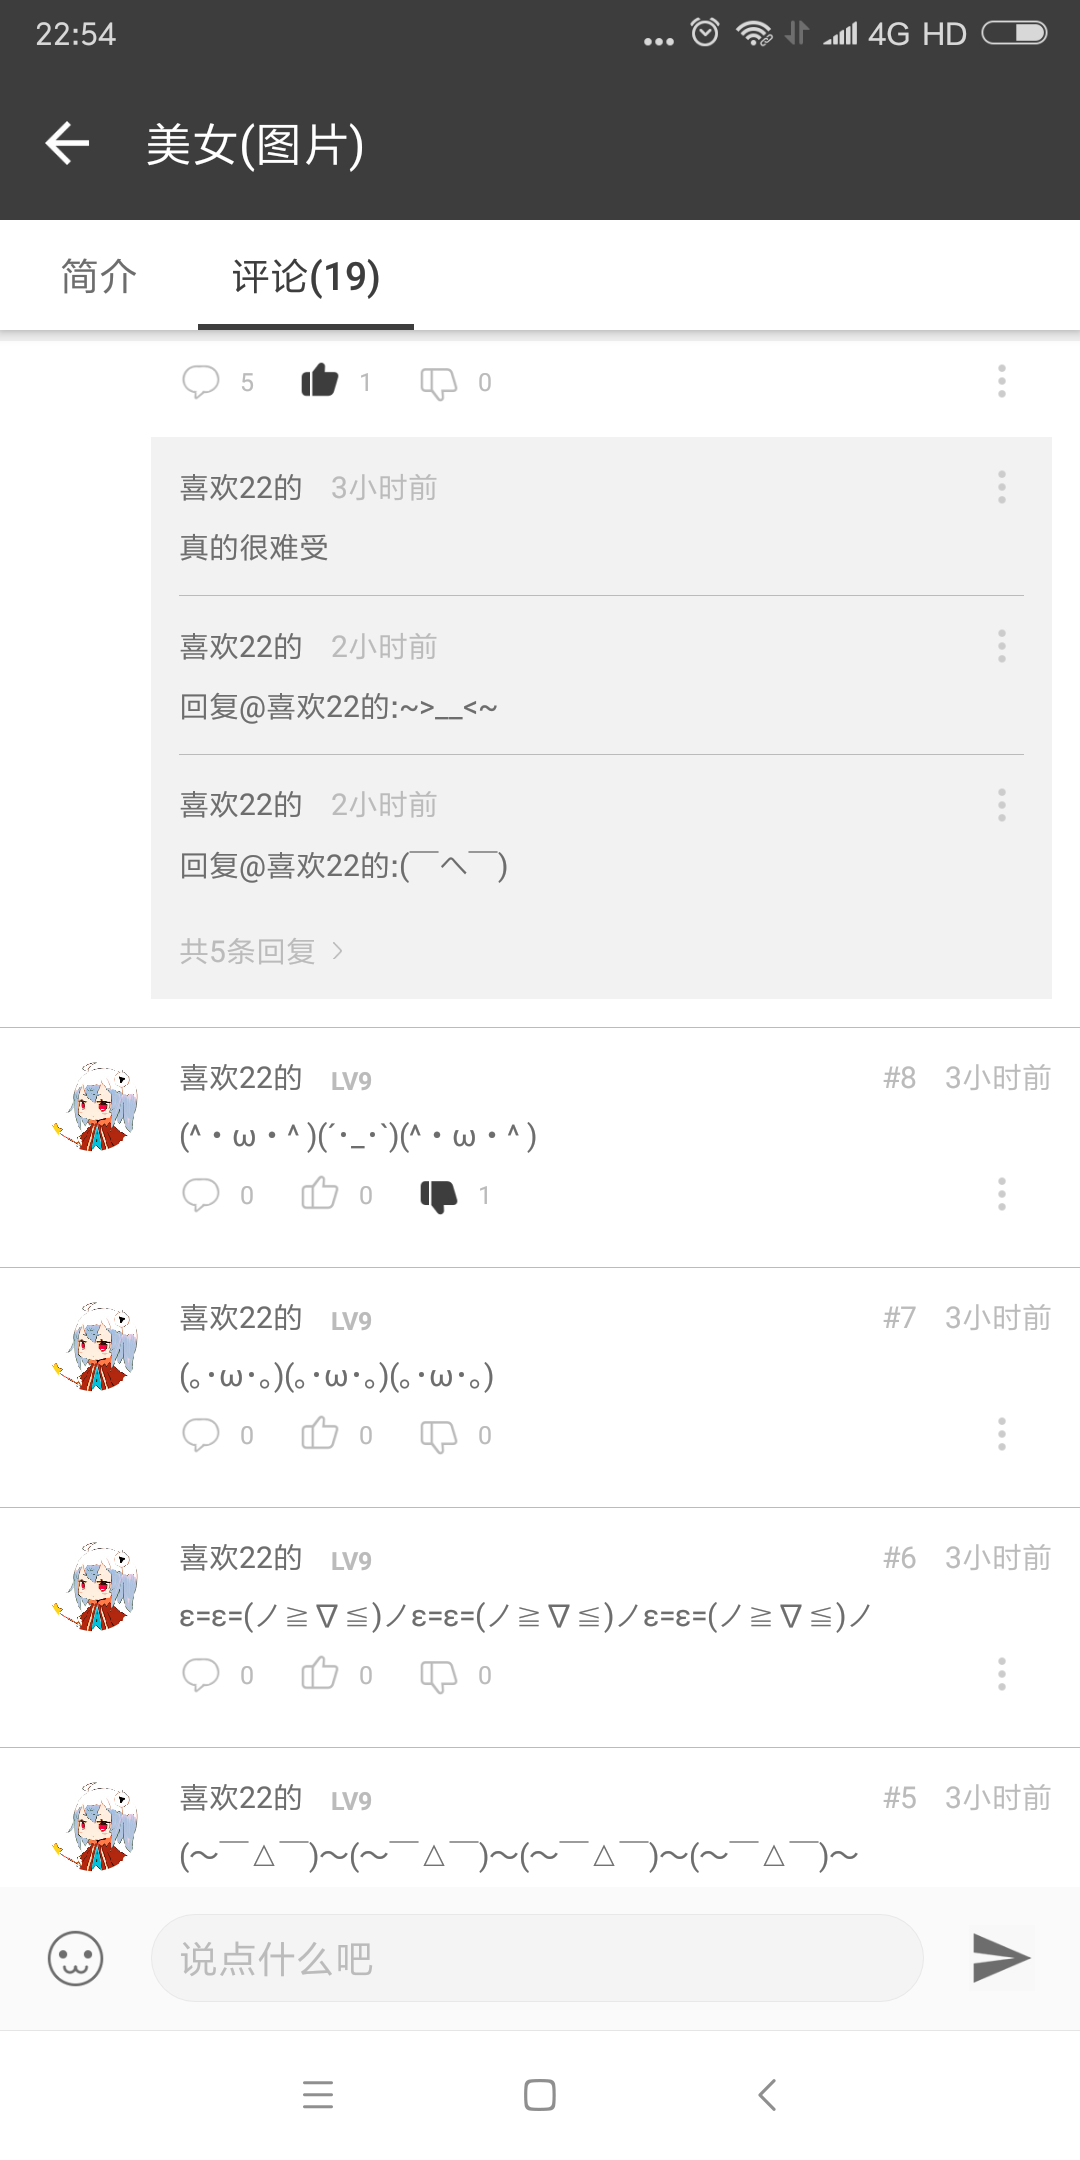 22:54
4G HD
美女(图片)
简介
评论(19)
5 1 0
喜欢22的 3小时前
真的很难受
喜欢22的 2小时前
回复@喜欢22的:~>__<~
喜欢22的 2小时前
回复@喜欢22的:(￣へ￣)
共5条回复 >
喜欢22的 LV9 #8 3小时前
(^・ω・^)(´･_･`)(^・ω・^)
0 0 1
喜欢22的 LV9 #7 3小时前
(｡･ω･｡)(｡･ω･｡)(｡･ω･｡)
0 0 0
喜欢22的 LV9 #6 3小时前
ε=ε=(ノ≧∇≦)ノε=ε=(ノ≧∇≦)ノε=ε=(ノ≧∇≦)ノ
0 0 0
喜欢22的 LV9 #5 3小时前
(～￣△￣)～(～￣△￣)～(～￣△￣)～(～￣△￣)～
说点什么吧